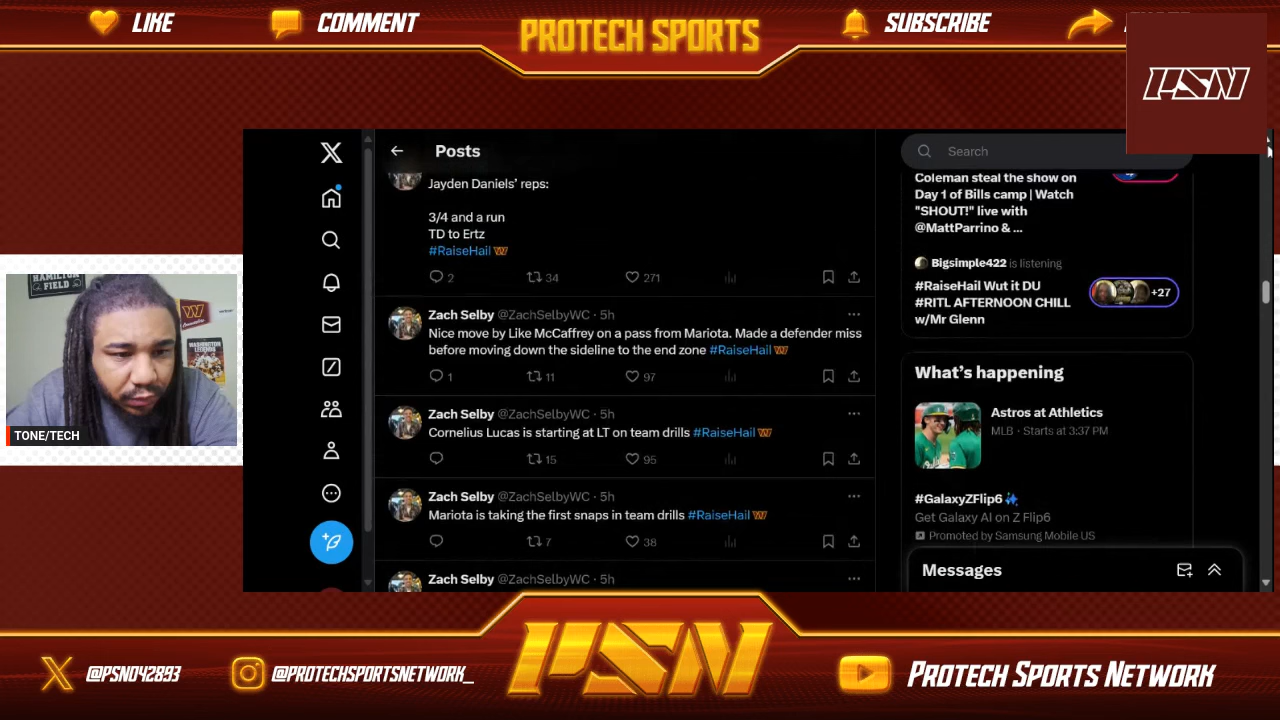 LIKE
COMMENT
PROTECH SPORTS
SUBSCRIBE
PSN
Posts
Search
Jayden Daniels' reps:
3/4 and a run
TD to Ertz
#RaiseHail
2
34
271
Zach Selby @ZachSelbyWC · 5h
Nice move by Like McCaffrey on a pass from Mariota. Made a defender miss
before moving down the sideline to the end zone #RaiseHail
1
11
97
Zach Selby @ZachSelbyWC · 5h
Cornelius Lucas is starting at LT on team drills #RaiseHail
15
95
Zach Selby @ZachSelbyWC · 5h
Mariota is taking the first snaps in team drills #RaiseHail
7
38
Zach Selby @ZachSelbyWC · 5h
Coleman steal the show on
Day 1 of Bills camp | Watch
"SHOUT!" live with
@MattParrino & ...
Bigsimple422 is listening
#RaiseHail Wut it DU
#RITL AFTERNOON CHILL
w/Mr Glenn
+27
What's happening
Astros at Athletics
MLB · Starts at 3:37 PM
#GalaxyZFlip6
Get Galaxy AI on Z Flip6
Promoted by Samsung Mobile US
Messages
HAMILTON
FIELD
WASHINGTON
LEGENDS
TONE/TECH
@PSN042893
@PROTECHSPORTSNETWORK_
PSN
PROTECH SPORTS NETWORK